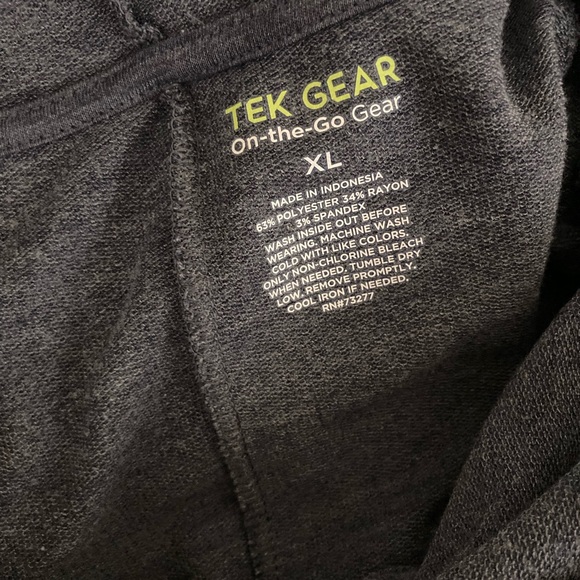 TEK GEAR
On-the-Go Gear
XL
MADE IN INDONESIA
63% POLYESTER 34% RAYON
3% SPANDEX
WASH INSIDE OUT BEFORE
WEARING. MACHINE WASH
COLD WITH LIKE COLORS.
ONLY NON-CHLORINE BLEACH
WHEN NEEDED. TUMBLE DRY
LOW. REMOVE PROMPTLY.
COOL IRON IF NEEDED.
RN#73277